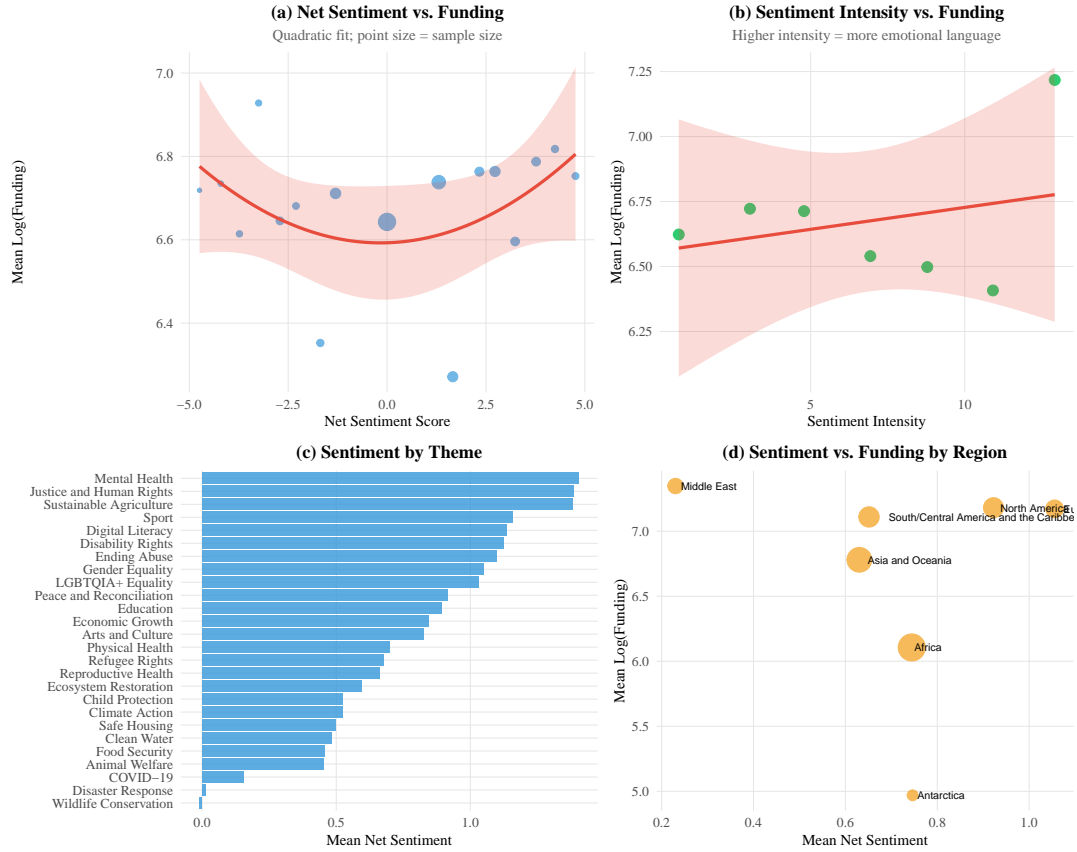 (a) Net Sentiment vs. Funding
Quadratic fit; point size = sample size
Mean Log(Funding)
7.0
6.8
6.6
6.4
−5.0
−2.5
0.0
2.5
5.0
Net Sentiment Score
(b) Sentiment Intensity vs. Funding
Higher intensity = more emotional language
Mean Log(Funding)
7.25
7.00
6.75
6.50
6.25
5
10
Sentiment Intensity
(c) Sentiment by Theme
Mental Health
Justice and Human Rights
Sustainable Agriculture
Sport
Digital Literacy
Disability Rights
Ending Abuse
Gender Equality
LGBTQIA+ Equality
Peace and Reconciliation
Education
Economic Growth
Arts and Culture
Physical Health
Refugee Rights
Reproductive Health
Ecosystem Restoration
Child Protection
Climate Action
Safe Housing
Clean Water
Food Security
Animal Welfare
COVID−19
Disaster Response
Wildlife Conservation
0.0
0.5
1.0
Mean Net Sentiment
(d) Sentiment vs. Funding by Region
Mean Log(Funding)
7.0
6.5
6.0
5.5
5.0
Middle East
North America
South/Central America and the Caribbe
Asia and Oceania
Africa
Antarctica
0.2
0.4
0.6
0.8
1.0
Mean Net Sentiment